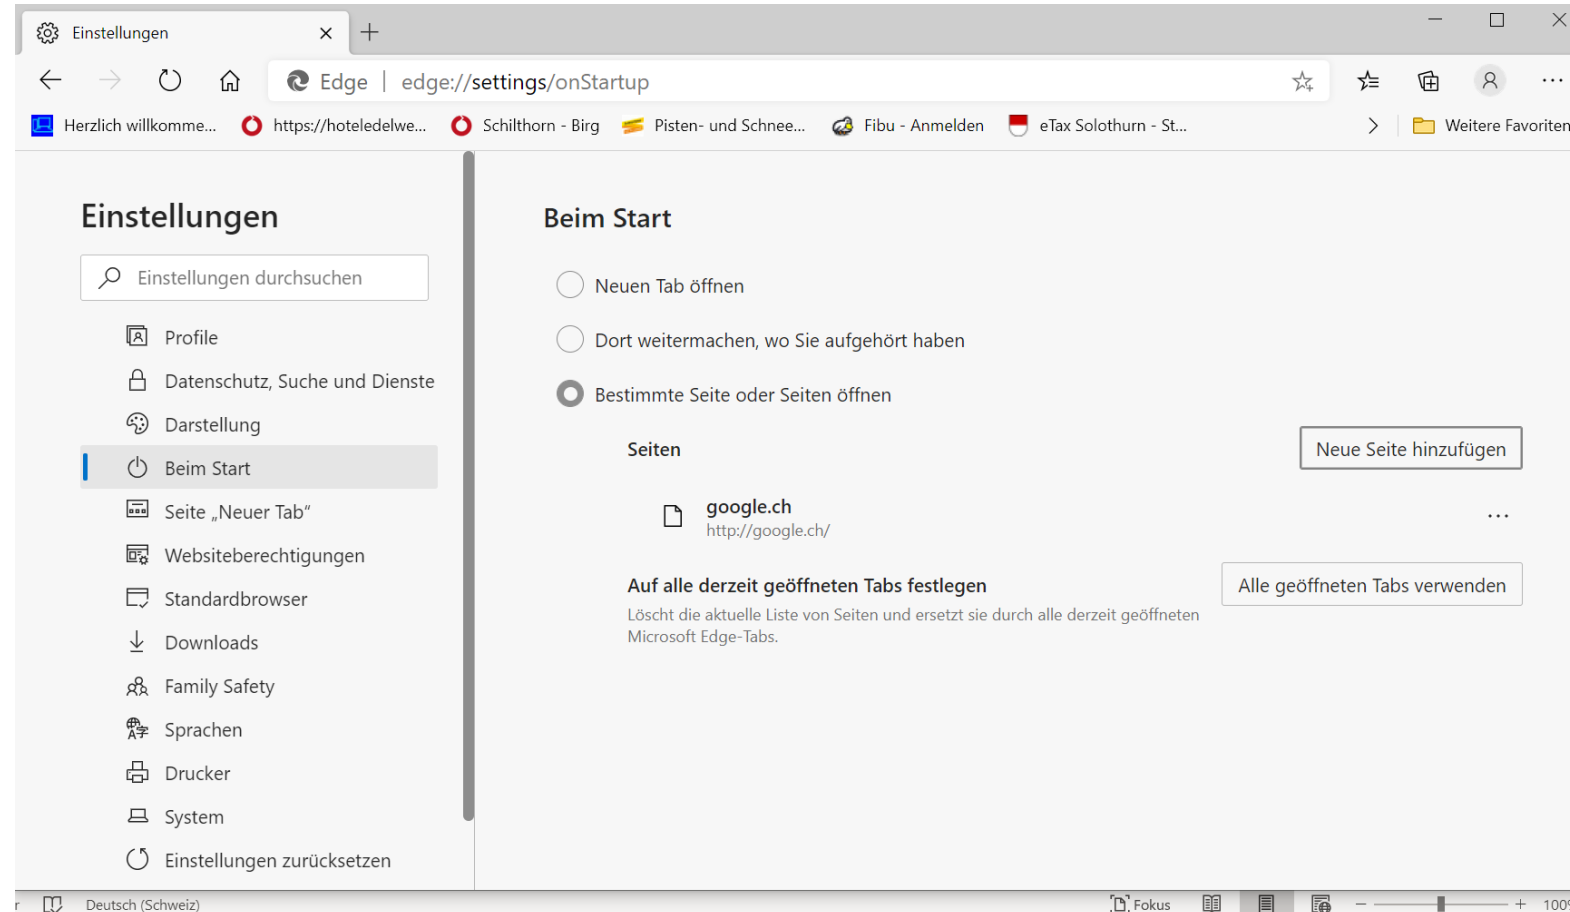 Einstellungen
Edge | edge://settings/onStartup
Herzlich willkomme... https://hoteledelwe... Schilthorn - Birg Pisten- und Schnee... Fibu - Anmelden eTax Solothurn - St... Weitere Favoriten
Einstellungen
Einstellungen durchsuchen
Profile
Datenschutz, Suche und Dienste
Darstellung
Beim Start
Seite „Neuer Tab“
Websiteberechtigungen
Standardbrowser
Downloads
Family Safety
Sprachen
Drucker
System
Einstellungen zurücksetzen
Beim Start
Neuen Tab öffnen
Dort weitermachen, wo Sie aufgehört haben
Bestimmte Seite oder Seiten öffnen
Seiten Neue Seite hinzufügen
google.ch
http://google.ch/
Auf alle derzeit geöffneten Tabs festlegen Alle geöffneten Tabs verwenden
Löscht die aktuelle Liste von Seiten und ersetzt sie durch alle derzeit geöffneten
Microsoft Edge-Tabs.
r Deutsch (Schweiz) Fokus 100%